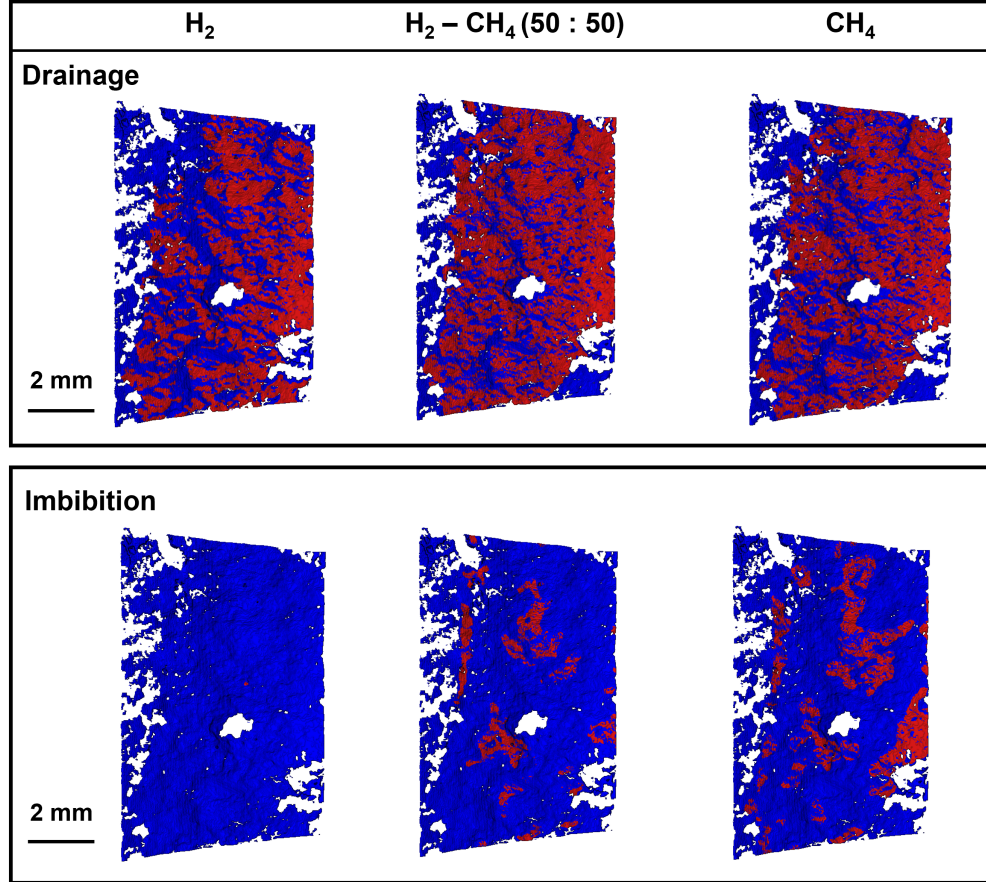 H₂ H₂ – CH₄ (50 : 50) CH₄
Drainage
2 mm
Imbibition
2 mm